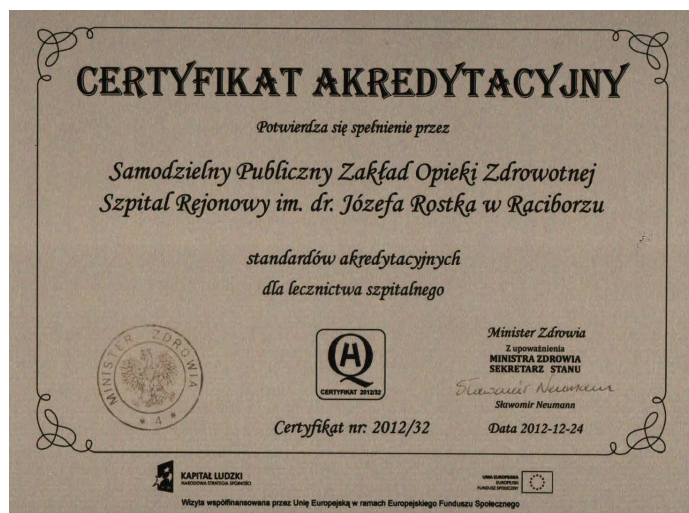 CERTYFIKAT AKREDYTACYJNY
Potwierdza się spełnienie przez
Samodzielny Publiczny Zakład Opieki Zdrowotnej
Szpital Rejonowy im. dr. Józefa Rostka w Raciborzu
standardów akredytacyjnych
dla lecznictwa szpitalnego
MINISTER ZDROWIA
* 4 *
HQ
CERTYFIKAT 2012/32
Certyfikat nr: 2012/32
Minister Zdrowia
Z upoważnienia
MINISTRA ZDROWIA
SEKRETARZ STANU
Sławomir Neumann
Sławomir Neumann
Data 2012-12-24
KAPITAŁ LUDZKI
NARODOWA STRATEGIA SPÓJNOŚCI
UNIA EUROPEJSKA
EUROPEJSKI
FUNDUSZ SPOŁECZNY
Wizyta współfinansowana przez Unię Europejską w ramach Europejskiego Funduszu Społecznego